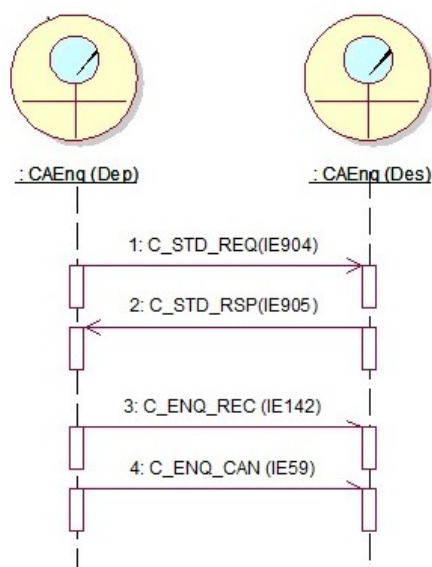 : CAEnq (Dep)
: CAEnq (Des)
1: C_STD_REQ(IE904)
2: C_STD_RSP(IE905)
3: C_ENQ_REC (IE142)
4: C_ENQ_CAN (IE59)